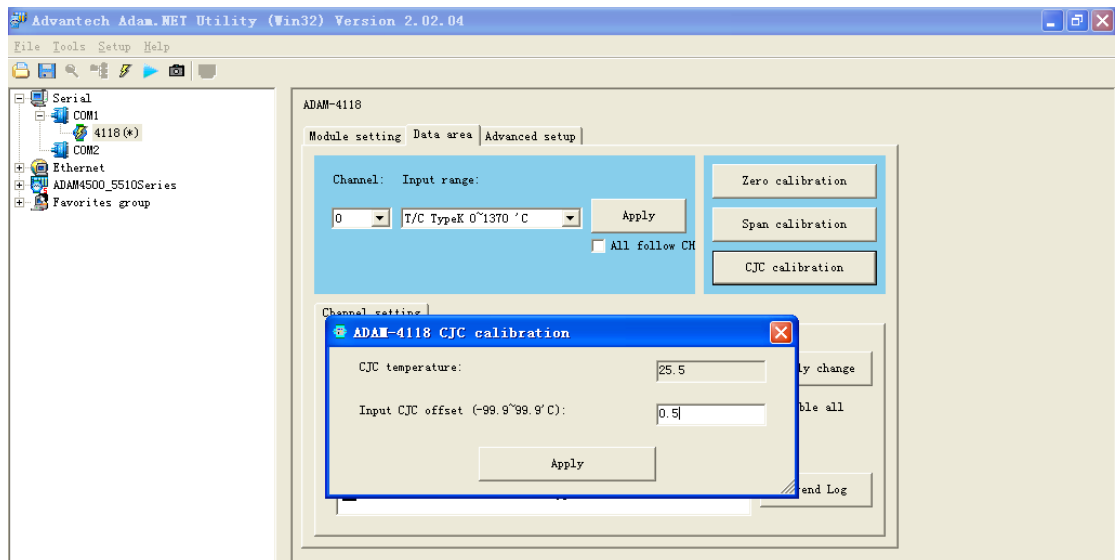 Advantech Adam.NET Utility (Win32) Version 2.02.04
File Tools Setup Help
Serial
COM1
4118(*)
COM2
Ethernet
ADAM4500_5510Series
Favorites group
ADAM-4118
Module setting Data area Advanced setup
Channel: Input range:
0 T/C TypeK 0~1370 'C Apply
All follow CH
Zero calibration
Span calibration
CJC calibration
Channel setting
ADAM-4118 CJC calibration
CJC temperature: 25.5
Input CJC offset (-99.9~99.9'C): 0.5
Apply
ly change
ble all
end Log